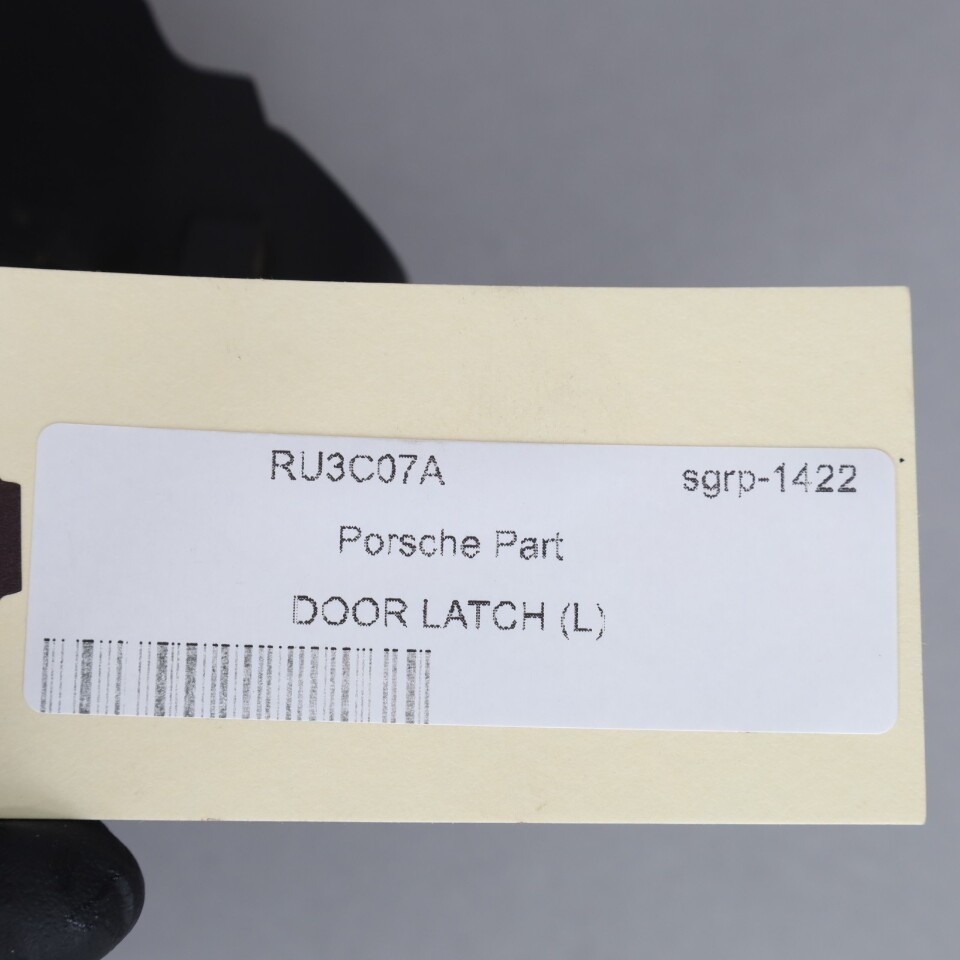 RU3C07A sgrp-1422
Porsche Part
DOOR LATCH (L)